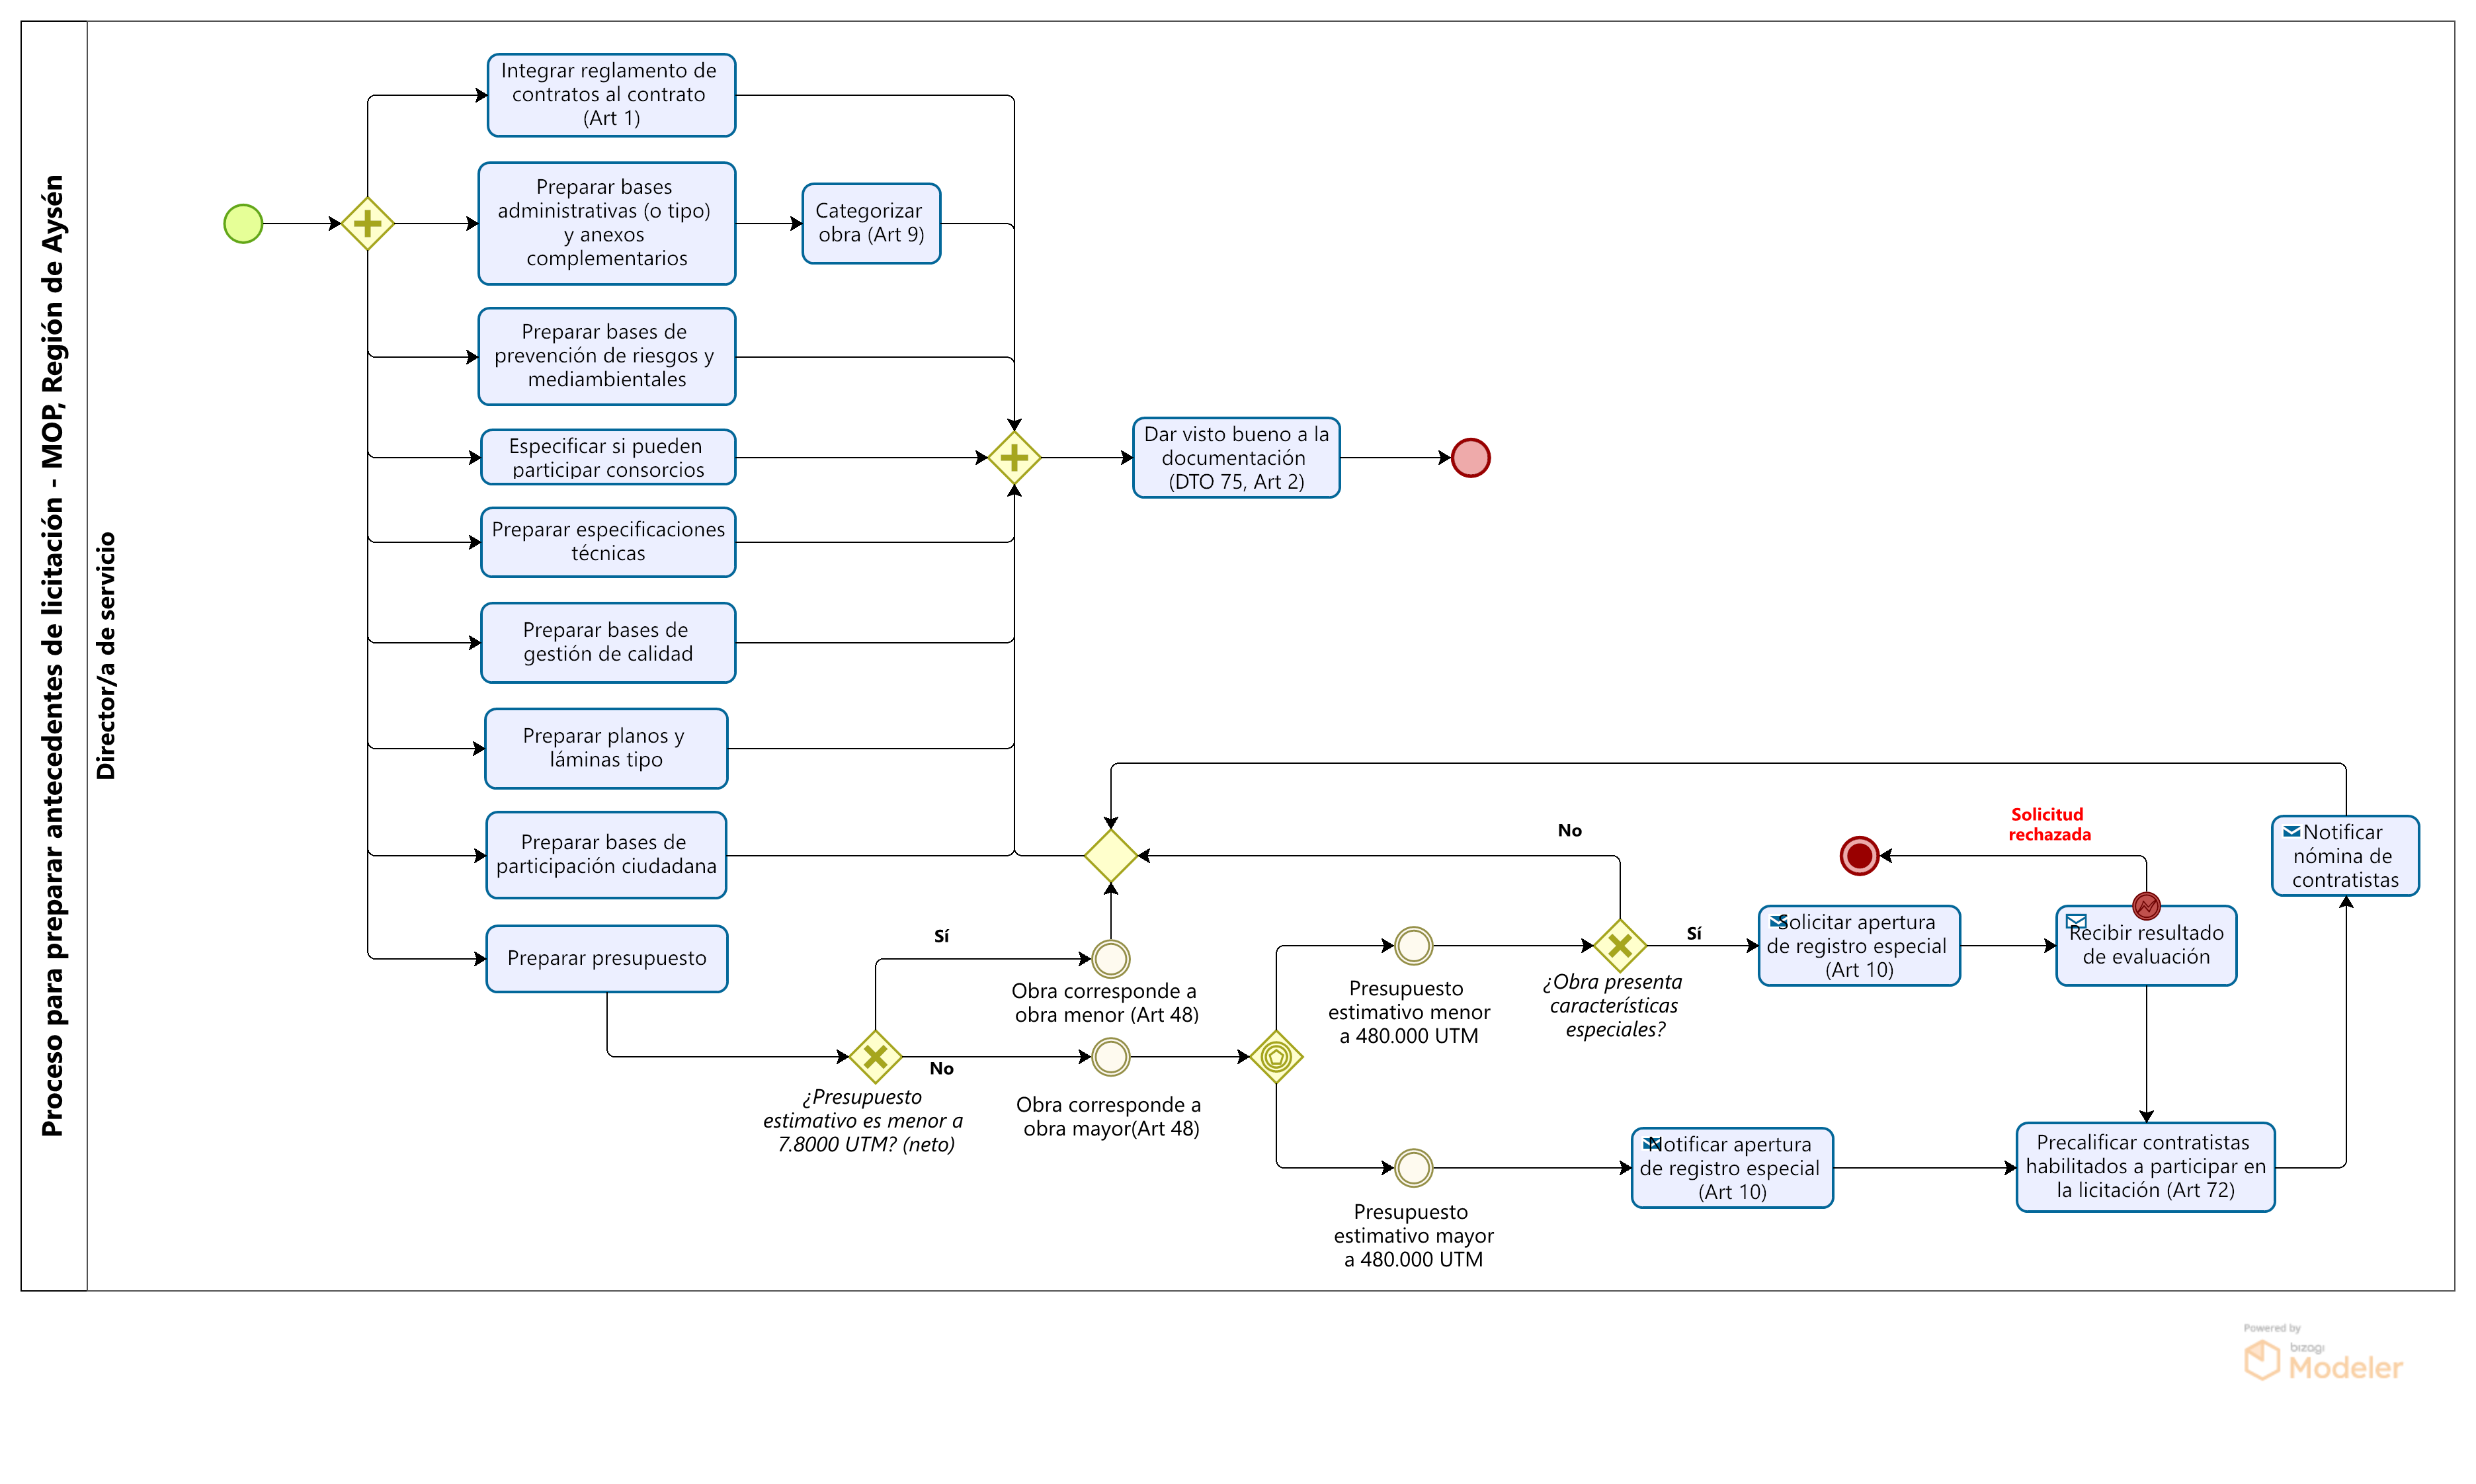 Proceso para preparar antecedentes de licitación - MOP, Región de Aysén
Director/a de servicio
Integrar reglamento de
contratos al contrato
(Art 1)
Preparar bases
administrativas (o tipo)
y anexos
complementarios
Categorizar
obra (Art 9)
Preparar bases de
prevención de riesgos y
mediambientales
Especificar si pueden
participar consorcios
Dar visto bueno a la
documentación
(DTO 75, Art 2)
Preparar especificaciones
técnicas
Preparar bases de
gestión de calidad
Preparar planos y
láminas tipo
Preparar bases de
participación ciudadana
Preparar presupuesto
¿Presupuesto
estimativo es menor a
7.8000 UTM? (neto)
Sí
No
Obra corresponde a
obra menor (Art 48)
Obra corresponde a
obra mayor(Art 48)
Presupuesto
estimativo menor
a 480.000 UTM
Presupuesto
estimativo mayor
a 480.000 UTM
No
¿Obra presenta
características
especiales?
Sí
Solicitar apertura
de registro especial
(Art 10)
Solicitud
rechazada
Recibir resultado
de evaluación
Notificar
nómina de
contratistas
Notificar apertura
de registro especial
(Art 10)
Precalificar contratistas
habilitados a participar en
la licitación (Art 72)
Powered by
bizagi
Modeler